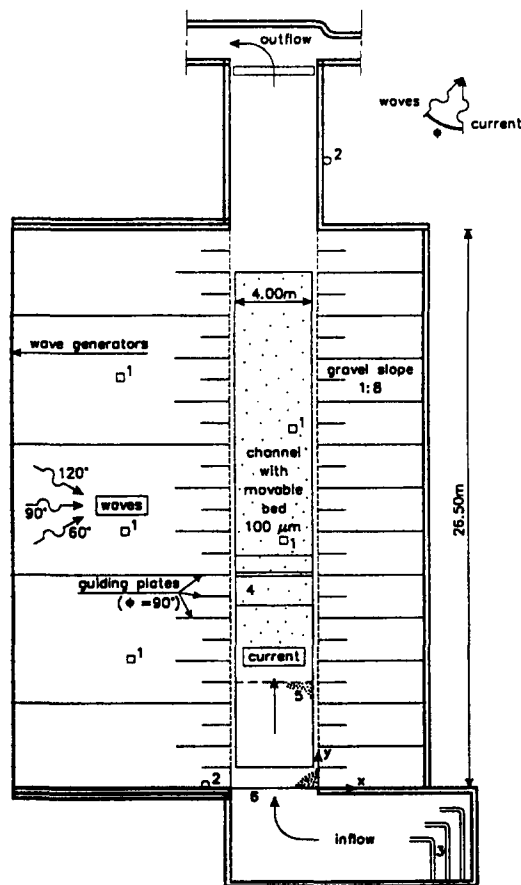 outflow
waves
ϕ
current
2
4.00m
wave generators
gravel slope
1:8
1
1
channel
with
movable
bed
100 μm
120°
90°
60°
waves
1
1
26.50m
guiding plates
(ϕ =90°)
4
1
current
5
y
2
6
x
inflow
3